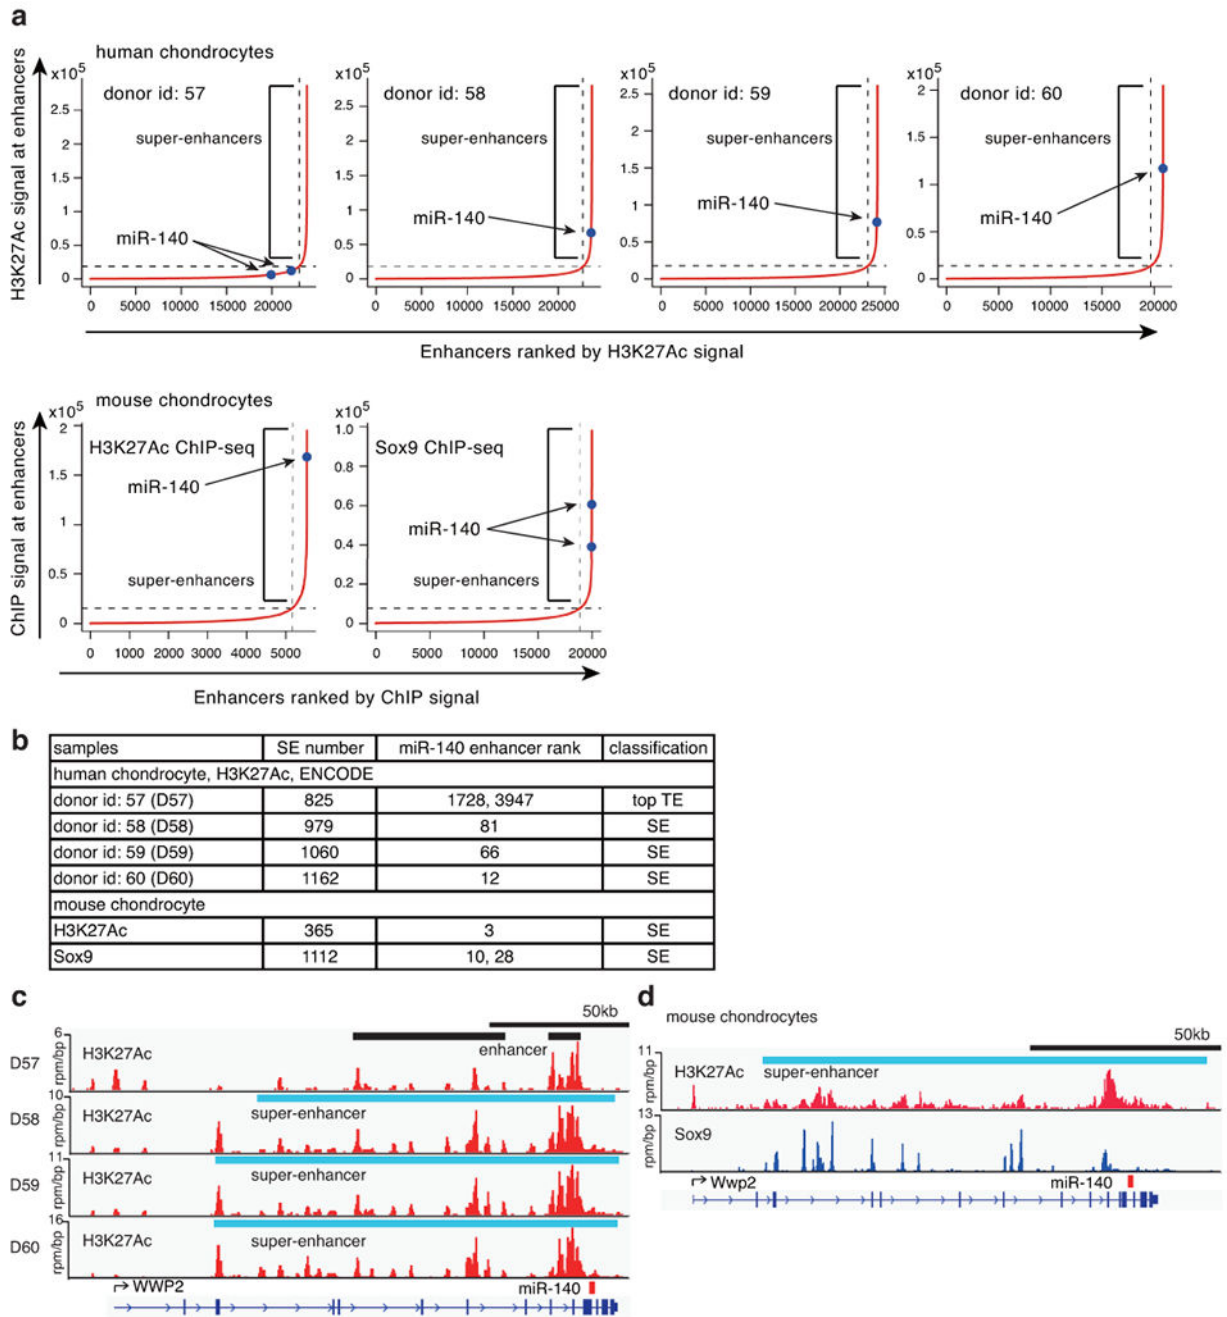 a
human chondrocytes
H3K27Ac signal at enhancers
x10⁵
donor id: 57
super-enhancers
miR-140
2.5
2
1.5
1
0.5
0
0 5000 10000 15000 20000
x10⁵
donor id: 58
super-enhancers
miR-140
2.5
2
1.5
1
0.5
0
0 5000 10000 15000 20000
x10⁵
donor id: 59
super-enhancers
miR-140
2.5
2
1.5
1
0.5
0
0 5000 10000 15000 20000 25000
x10⁵
donor id: 60
super-enhancers
miR-140
2
1.5
1
0.5
0
0 5000 10000 15000 20000
Enhancers ranked by H3K27Ac signal
mouse chondrocytes
ChIP signal at enhancers
x10⁵
H3K27Ac ChIP-seq
miR-140
super-enhancers
2
1.5
1
0.5
0
0 1000 2000 3000 4000 5000
x10⁵
Sox9 ChIP-seq
miR-140
super-enhancers
1.0
0.8
0.6
0.4
0.2
0
0 5000 10000 15000 20000
Enhancers ranked by ChIP signal
b
samples SE number miR-140 enhancer rank classification
human chondrocyte, H3K27Ac, ENCODE
donor id: 57 (D57) 825 1728, 3947 top TE
donor id: 58 (D58) 979 81 SE
donor id: 59 (D59) 1060 66 SE
donor id: 60 (D60) 1162 12 SE
mouse chondrocyte
H3K27Ac 365 3 SE
Sox9 1112 10, 28 SE
c
50kb
D57 rpm/bp 6 H3K27Ac enhancer
D58 rpm/bp 10 H3K27Ac super-enhancer
D59 rpm/bp 11 H3K27Ac super-enhancer
D60 rpm/bp 16 H3K27Ac super-enhancer
WWP2 miR-140
d
mouse chondrocytes
50kb
rpm/bp 11 H3K27Ac super-enhancer
rpm/bp 13 Sox9
Wwp2 miR-140